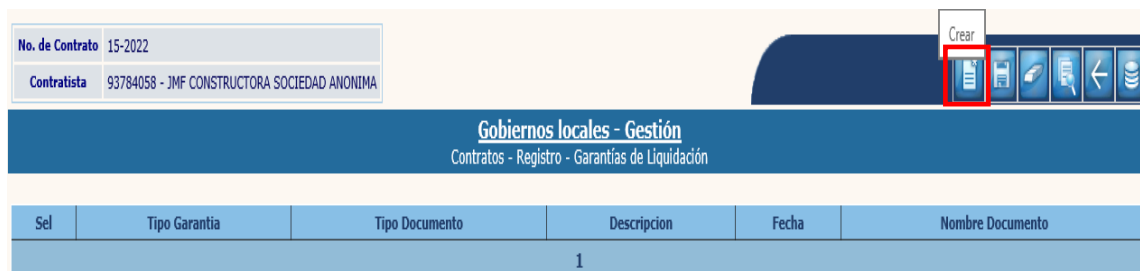 Crear
No. de Contrato 15-2022
Contratista 93784058 - JMF CONSTRUCTORA SOCIEDAD ANONIMA
Gobiernos locales - Gestión
Contratos - Registro - Garantías de Liquidación
Sel Tipo Garantia Tipo Documento Descripcion Fecha Nombre Documento
1